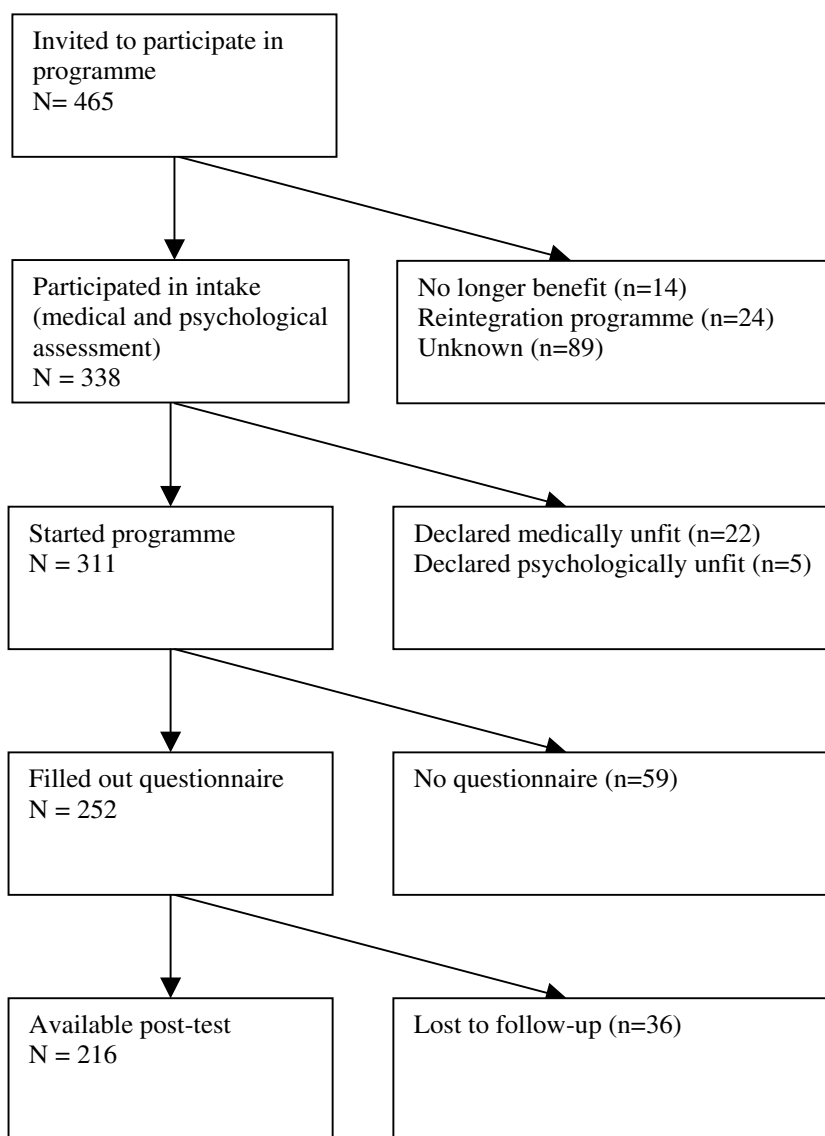 Invited to participate in
programme
N= 465
Participated in intake
(medical and psychological
assessment)
N = 338
No longer benefit (n=14)
Reintegration programme (n=24)
Unknown (n=89)
Started programme
N = 311
Declared medically unfit (n=22)
Declared psychologically unfit (n=5)
Filled out questionnaire
N = 252
No questionnaire (n=59)
Available post-test
N = 216
Lost to follow-up (n=36)